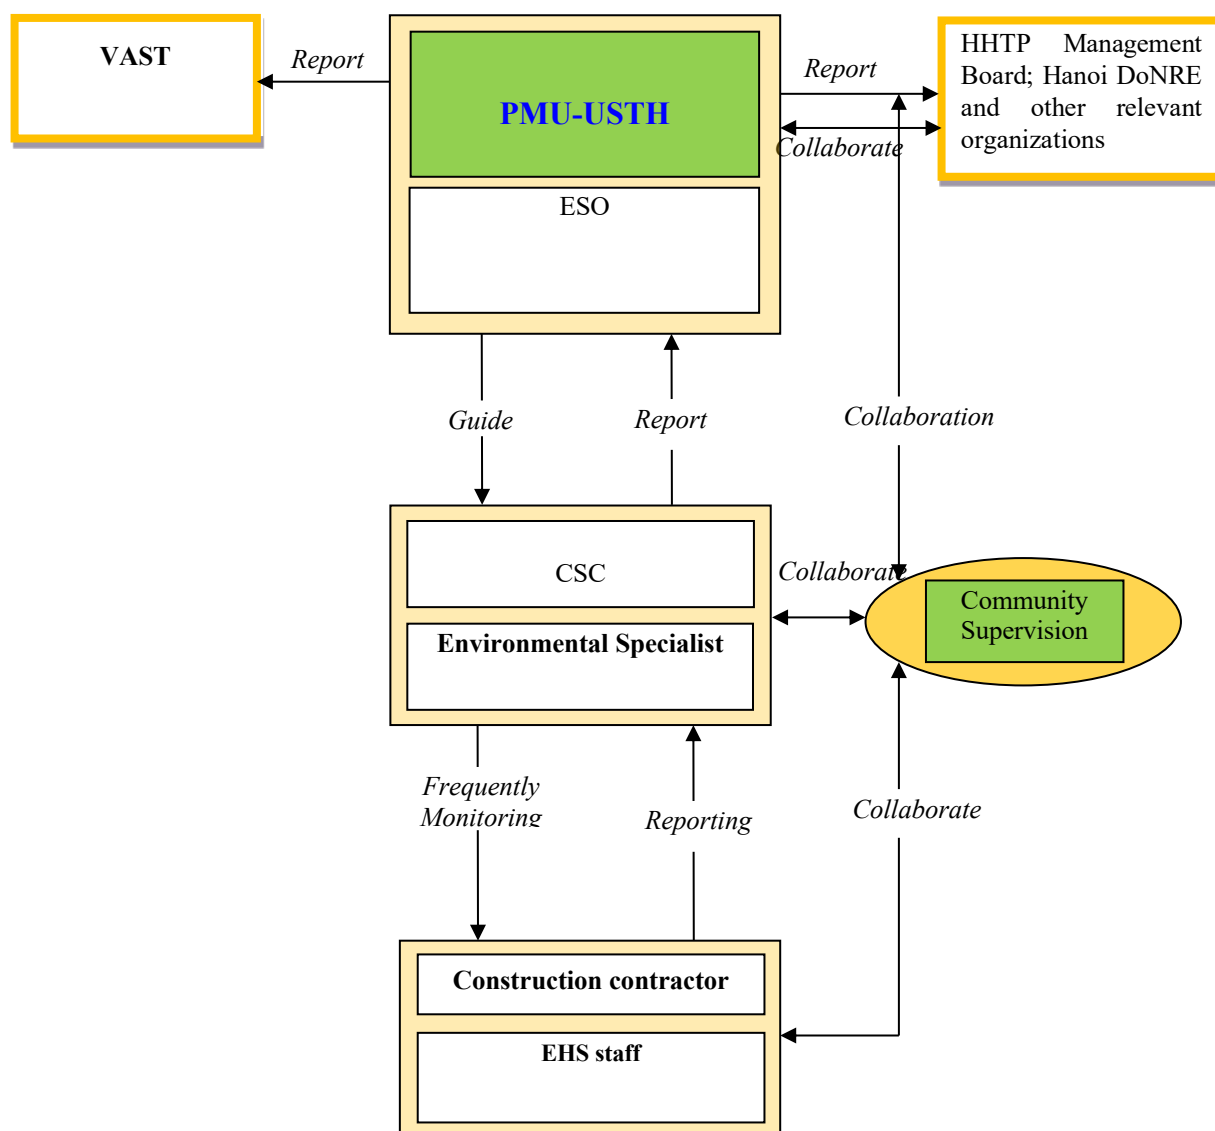 VAST
Report
PMU-USTH
ESO
Report
Collaborate
HHTP Management
Board; Hanoi DoNRE
and other relevant
organizations
Guide
Report
Collaboration
CSC
Environmental Specialist
Collaborate
Community
Supervision
Frequently
Monitoring
Reporting
Collaborate
Construction contractor
EHS staff